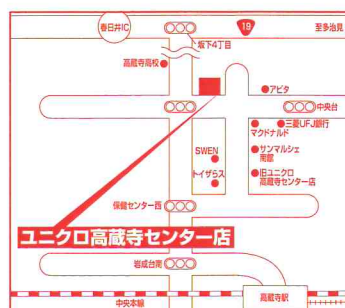 春日井IC
19
至多治見
坂下4丁目
高蔵寺高校
アピタ
中央台
三菱UFJ銀行
マクドナルド
SWEN
サンマルシェ
南館
トイザらス
旧ユニクロ
高蔵寺センター店
保健センター西
ユニクロ高蔵寺センター店
岩成台南
中央本線
高蔵寺駅